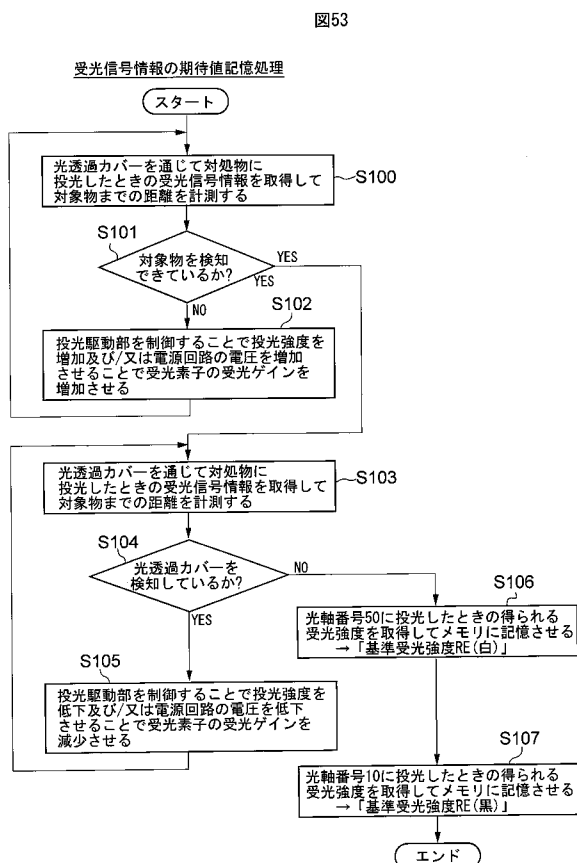 図53
受光信号情報の期待値記憶処理
スタート
光透過カバーを通じて対処物に
投光したときの受光信号情報を取得して
対象物までの距離を計測する
S100
S101
対象物を検知
できているか?
YES
YES
NO
S102
投光駆動部を制御することで投光強度を
増加及び/又は電源回路の電圧を増加
させることで受光素子の受光ゲインを
増加させる
光透過カバーを通じて対処物に
投光したときの受光信号情報を取得して
対象物までの距離を計測する
S103
S104
光透過カバーを
検知しているか?
NO
YES
S105
投光駆動部を制御することで投光強度を
低下及び/又は電源回路の電圧を低下
させることで受光素子の受光ゲインを
減少させる
S106
光軸番号50に投光したときの得られる
受光強度を取得してメモリに記憶させる
→「基準受光強度RE(白)」
S107
光軸番号10に投光したときの得られる
受光強度を取得してメモリに記憶させる
→「基準受光強度RE(黒)」
エンド